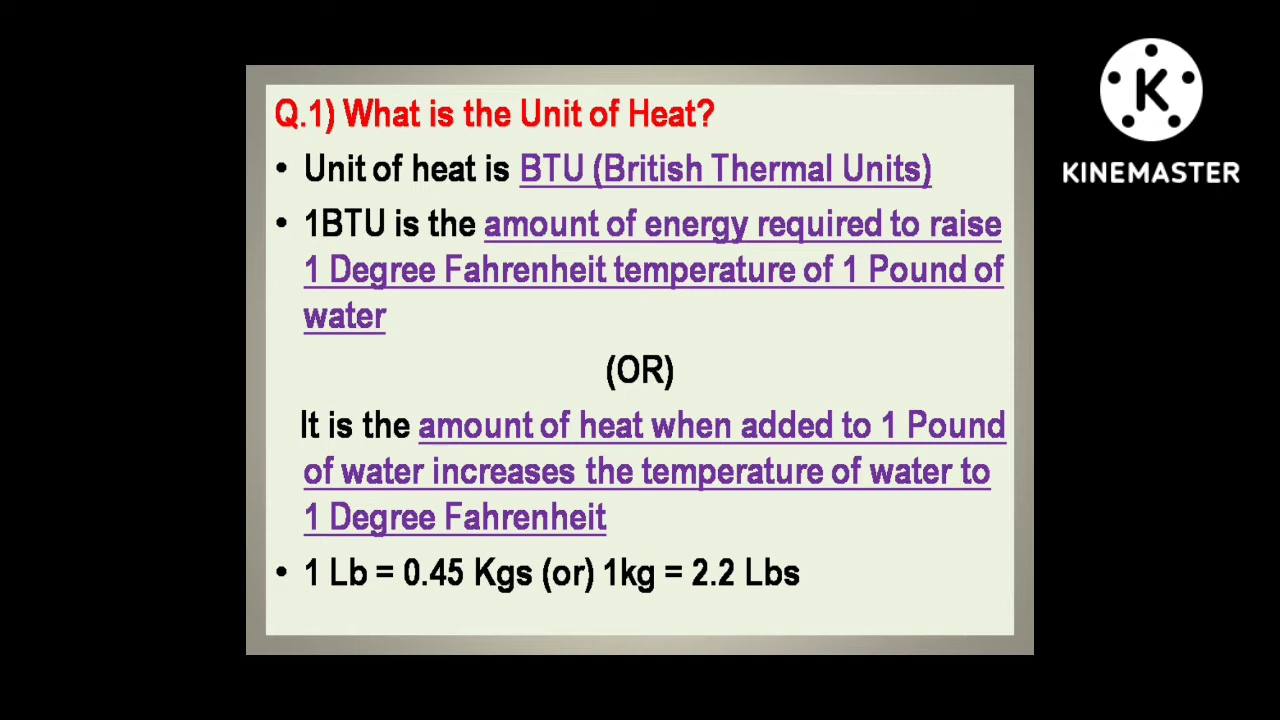 Q.1) What is the Unit of Heat?
• Unit of heat is BTU (British Thermal Units)
• 1BTU is the amount of energy required to raise
1 Degree Fahrenheit temperature of 1 Pound of
water
(OR)
It is the amount of heat when added to 1 Pound
of water increases the temperature of water to
1 Degree Fahrenheit
• 1 Lb = 0.45 Kgs (or) 1kg = 2.2 Lbs
K
KINEMASTER